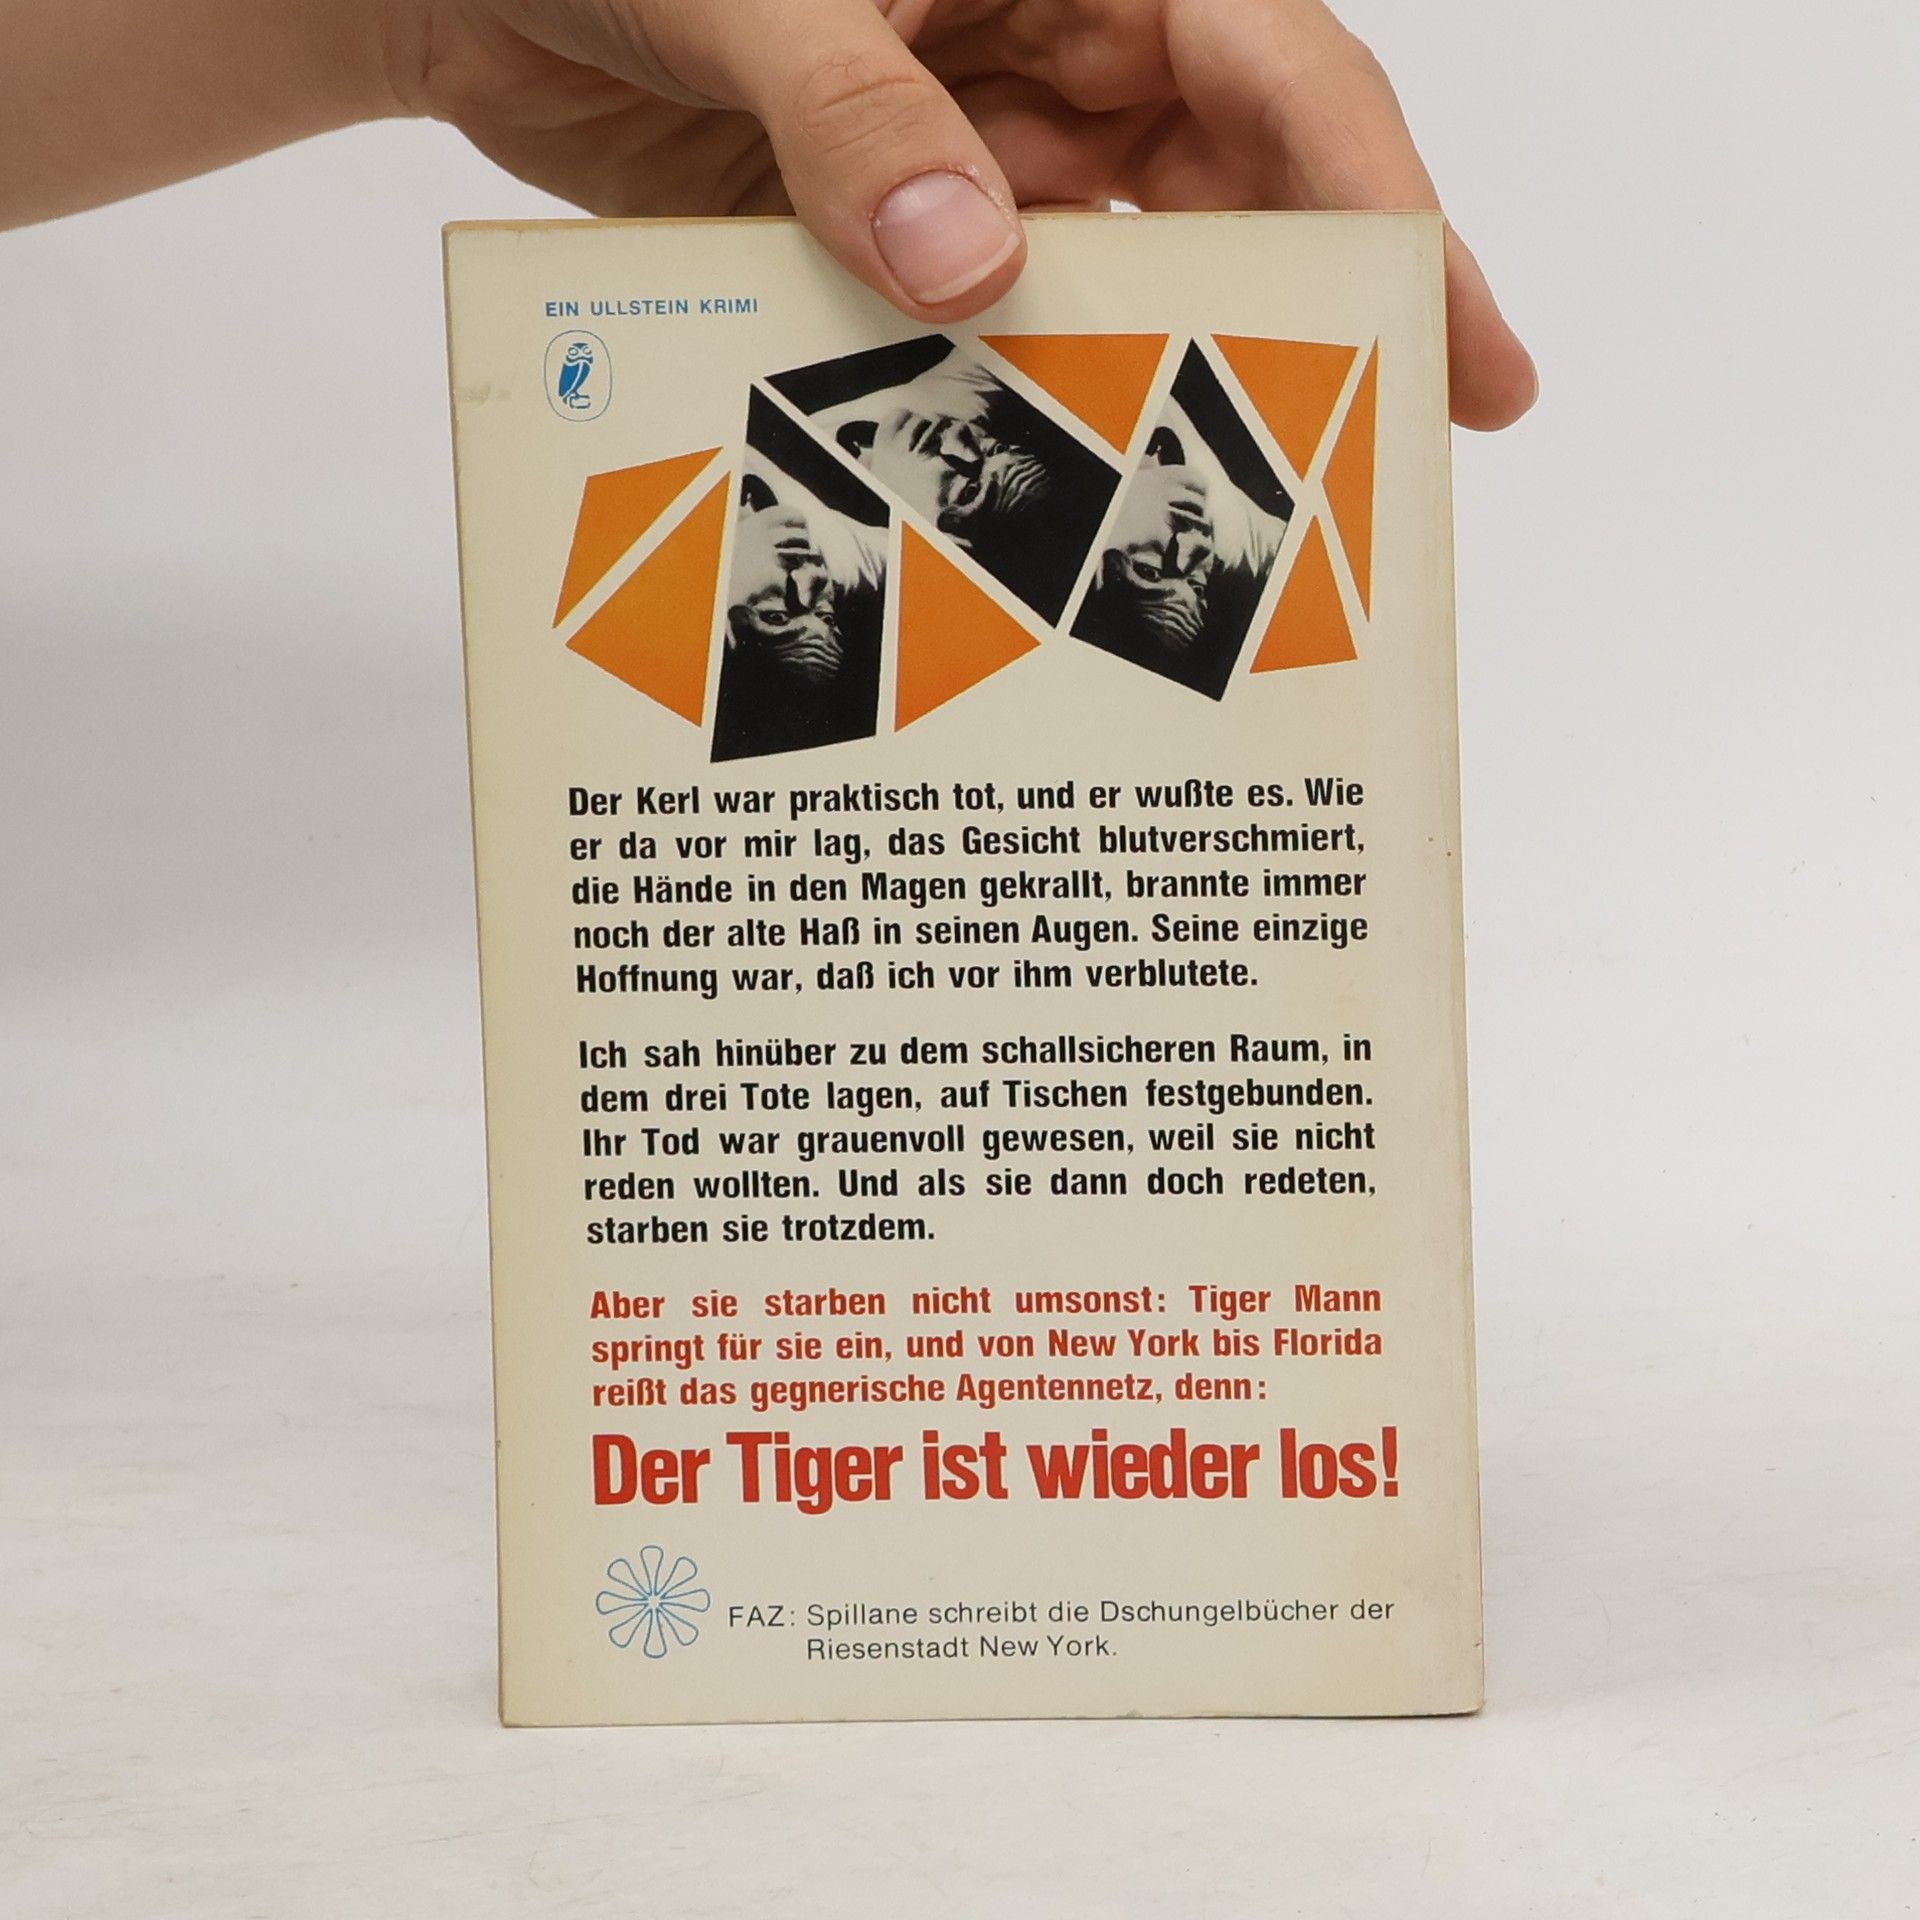 EIN ULLSTEIN KRIMI
Der Kerl war praktisch tot, und er wußte es. Wie
er da vor mir lag, das Gesicht blutverschmiert,
die Hände in den Magen gekrallt, brannte immer
noch der alte Haß in seinen Augen. Seine einzige
Hoffnung war, daß ich vor ihm verblutete.
Ich sah hinüber zu dem schallsicheren Raum, in
dem drei Tote lagen, auf Tischen festgebunden.
Ihr Tod war grauenvoll gewesen, weil sie nicht
reden wollten. Und als sie dann doch redeten,
starben sie trotzdem.
Aber sie starben nicht umsonst: Tiger Mann
springt für sie ein, und von New York bis Florida
reißt das gegnerische Agentennetz, denn:
Der Tiger ist wieder los!
FAZ: Spillane schreibt die Dschungelbücher der
Riesenstadt New York.